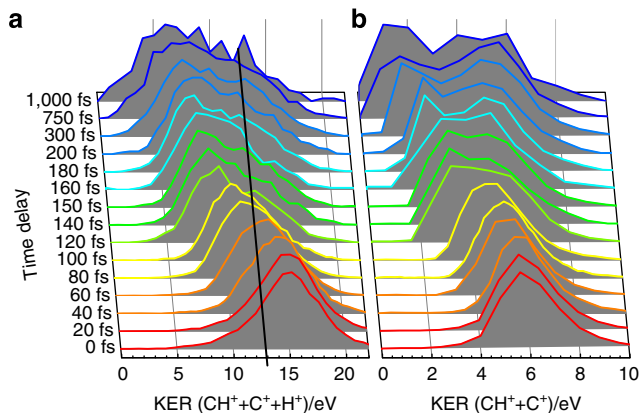 a
b
1,000 fs
750 fs
300 fs
200 fs
180 fs
160 fs
150 fs
140 fs
120 fs
100 fs
80 fs
60 fs
40 fs
20 fs
0 fs
Time delay
0 5 10 15 20
KER (CH⁺+C⁺+H⁺)/eV
0 2 4 6 8 10
KER (CH⁺+C⁺)/eV